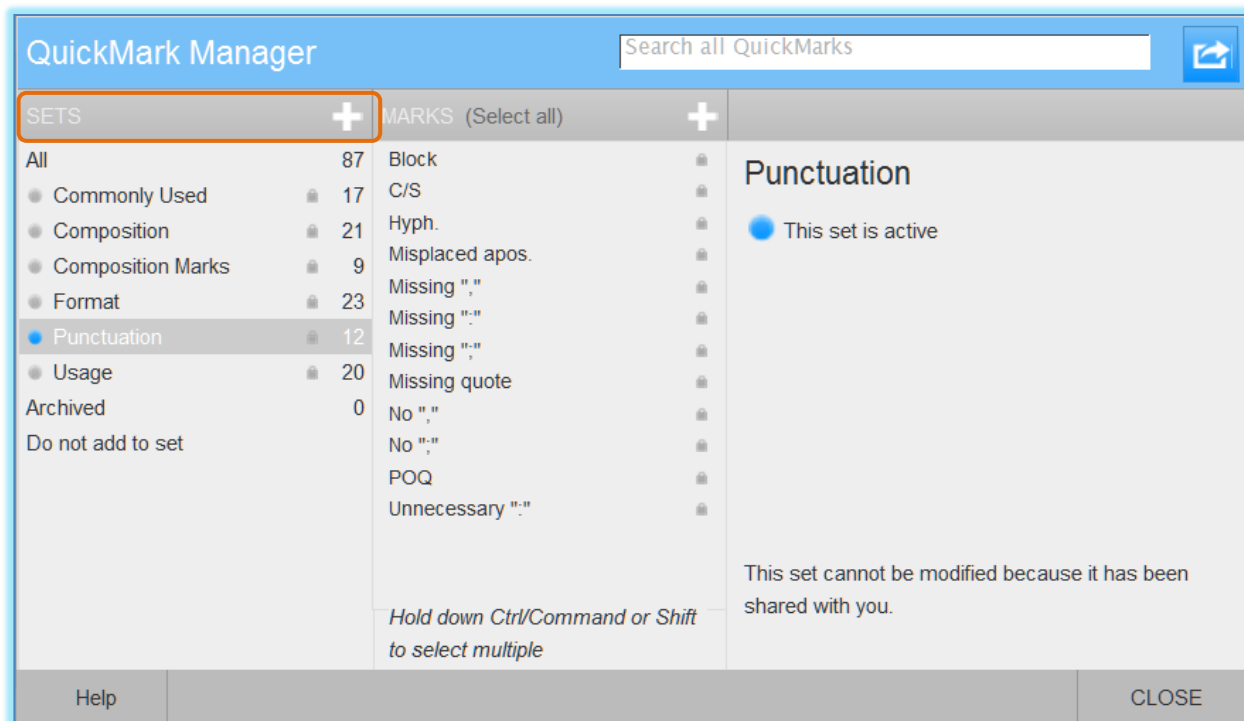 QuickMark Manager
Search all QuickMarks
SETS
MARKS (Select all)
All 87
Commonly Used 17
Composition 21
Composition Marks 9
Format 23
Punctuation 12
Usage 20
Archived 0
Do not add to set
Block
C/S
Hyph.
Misplaced apos.
Missing ","
Missing ":"
Missing ";"
Missing quote
No ","
No ";"
POQ
Unnecessary ":"
Hold down Ctrl/Command or Shift
to select multiple
Punctuation
This set is active
This set cannot be modified because it has been
shared with you.
Help
CLOSE